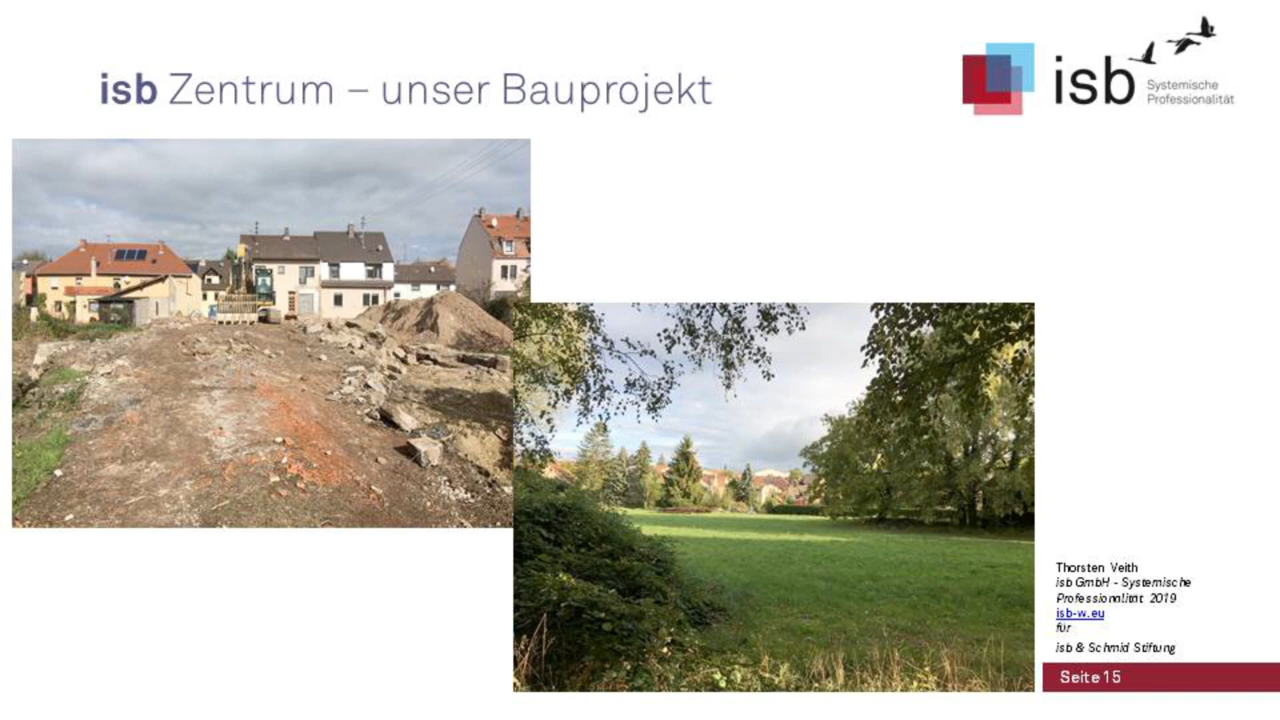 isb Zentrum – unser Bauprojekt
isb
Systemische
Professionalität
Thorsten Veith
isb GmbH - Systemische
Professionalität 2019
isb-w.eu
für
isb & Schmid Stiftung
Seite 15